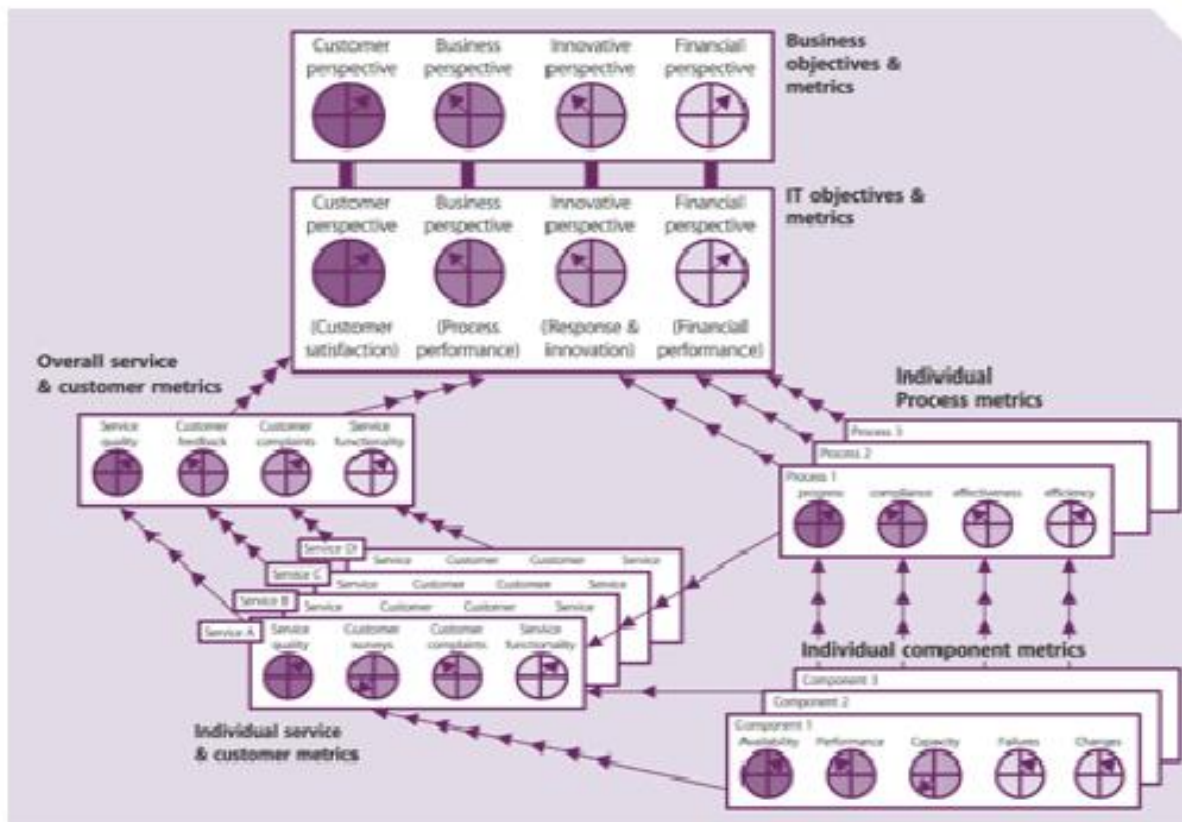 Customer perspective
Business perspective
Innovative perspective
Financial perspective
Business objectives & metrics
Customer perspective
Business perspective
Innovative perspective
Financial perspective
IT objectives & metrics
(Customer satisfaction)
(Process performance)
(Response & innovation)
(Financial performance)
Overall service & customer metrics
Service quality
Customer feedback
Customer complaints
Service functionality
Individual Process metrics
Process 3
Process 2
Process 1
progress
compliance
effectiveness
efficiency
Service D
Service Customer Customer Service
Service C
Service Customer Customer Service
Service B
Service Customer Customer Service
Service A
Service quality
Customer surveys
Customer complaints
Service functionality
Individual service & customer metrics
Individual component metrics
Component 3
Component 2
Component 1
Availability
Performance
Capacity
Failures
Changes